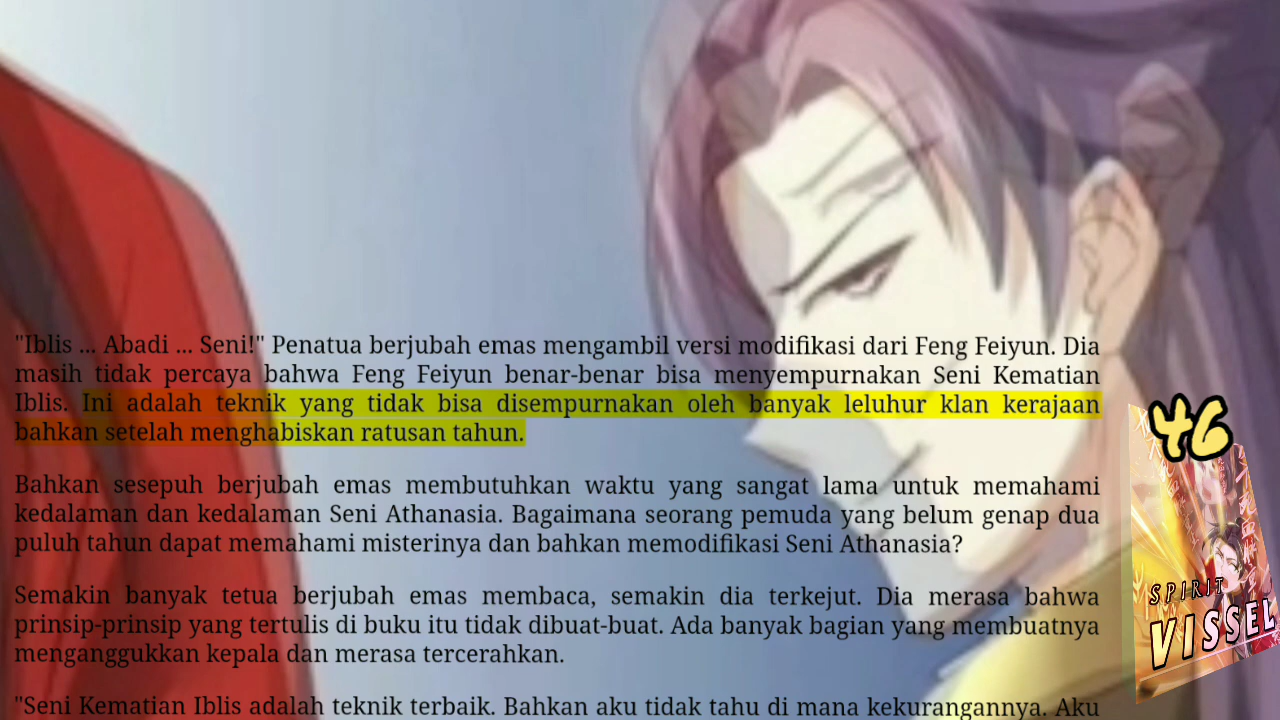 "Iblis ... Abadi ... Seni!" Penatua berjubah emas mengambil versi modifikasi dari Feng Feiyun. Dia
masih tidak percaya bahwa Feng Feiyun benar-benar bisa menyempurnakan Seni Kematian
Iblis. Ini adalah teknik yang tidak bisa disempurnakan oleh banyak leluhur klan kerajaan
bahkan setelah menghabiskan ratusan tahun.
Bahkan sesepuh berjubah emas membutuhkan waktu yang sangat lama untuk memahami
kedalaman dan kedalaman Seni Athanasia. Bagaimana seorang pemuda yang belum genap dua
puluh tahun dapat memahami misterinya dan bahkan memodifikasi Seni Athanasia?
Semakin banyak tetua berjubah emas membaca, semakin dia terkejut. Dia merasa bahwa
prinsip-prinsip yang tertulis di buku itu tidak dibuat-buat. Ada banyak bagian yang membuatnya
menganggukkan kepala dan merasa tercerahkan.
"Seni Kematian Iblis adalah teknik terbaik. Bahkan aku tidak tahu di mana kekurangannya. Aku
46
SPIRIT
VISSEL